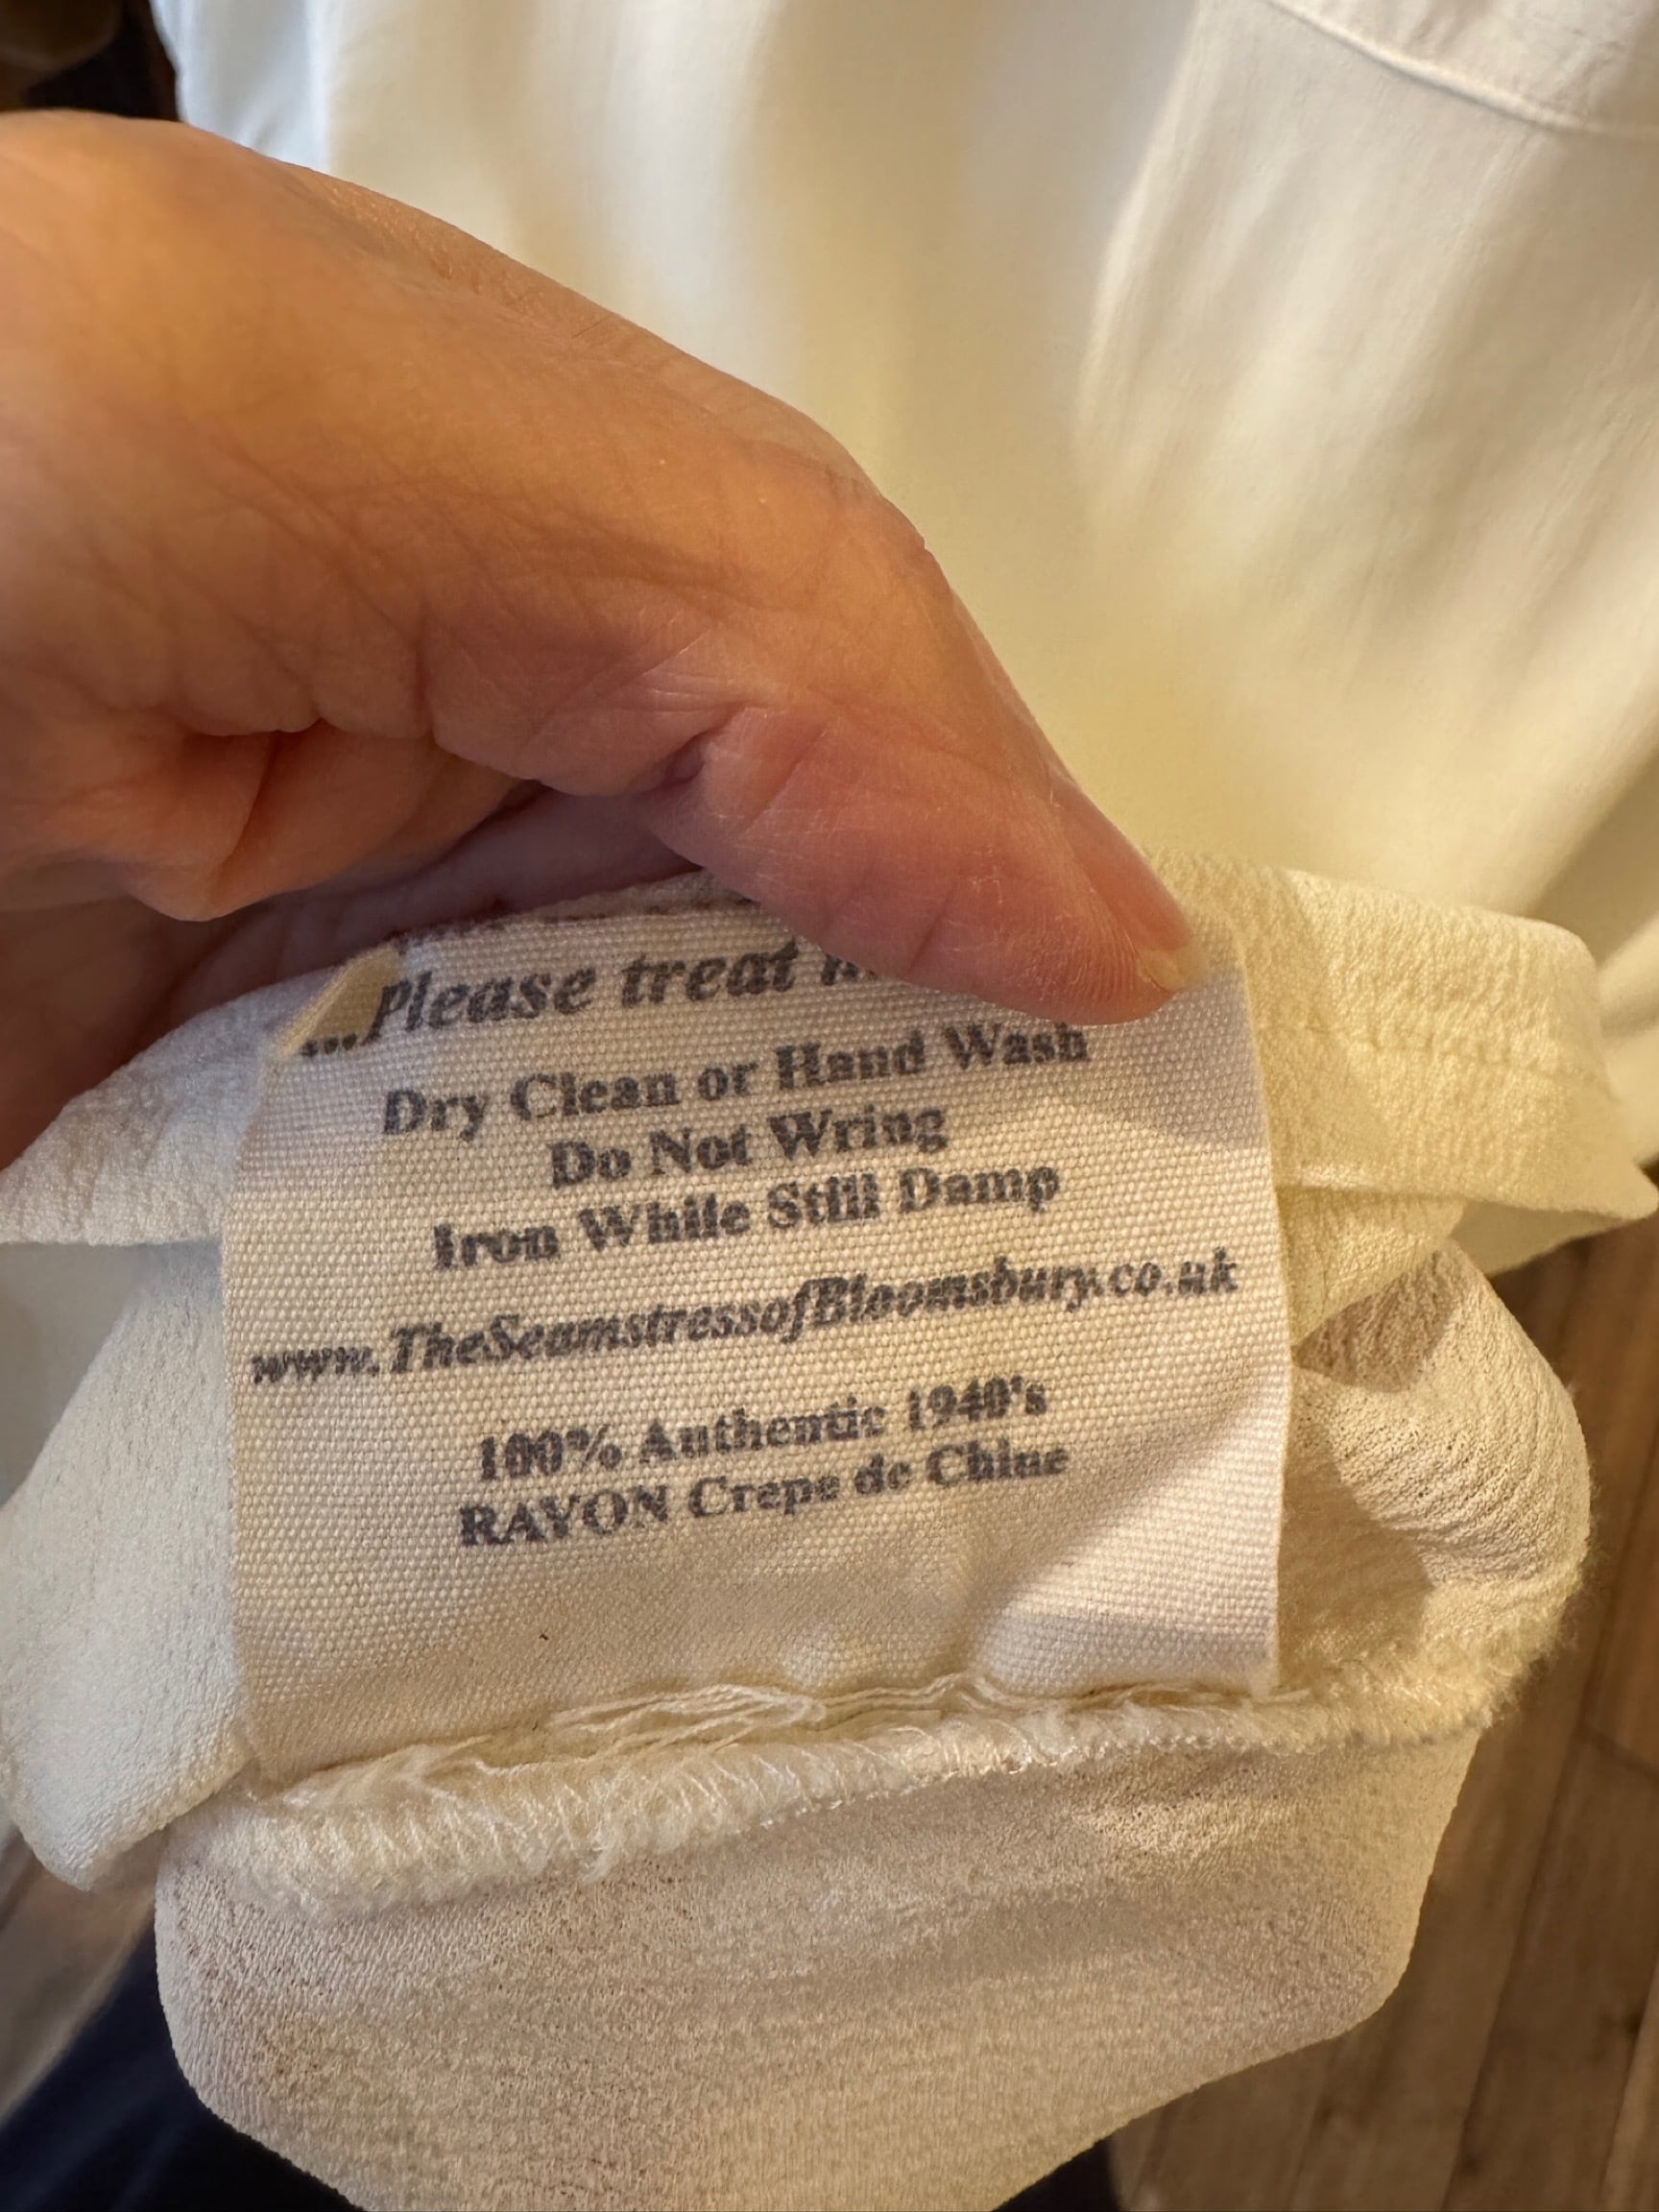 ...Please treat
Dry Clean or Hand Wash
Do Not Wring
Iron While Still Damp
www.TheSeamstressofBloomsbury.co.uk
100% Authentic 1940's
RAYON Crepe de Chine